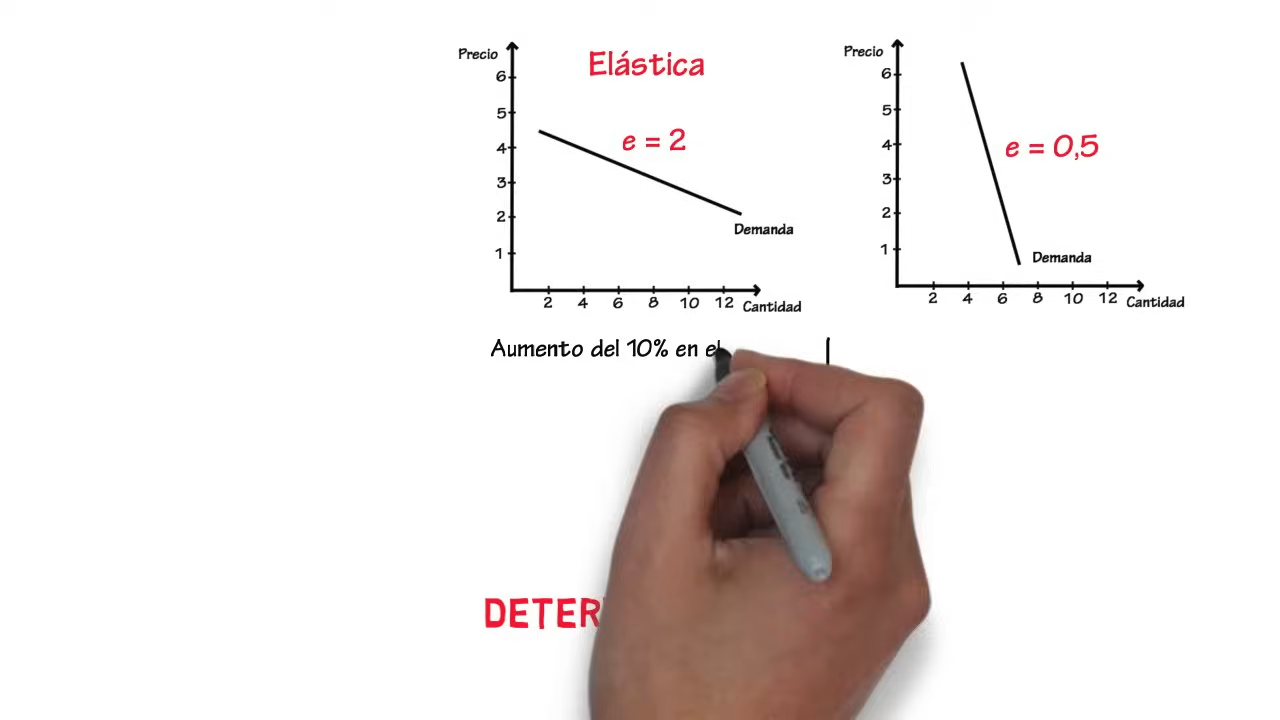 Precio
Elástica
6
5
4
3
2
1
e = 2
Demanda
2 4 6 8 10 12
Cantidad
Precio
6
5
4
3
2
1
e = 0,5
Demanda
2 4 6 8 10 12
Cantidad
Aumento del 10% en el